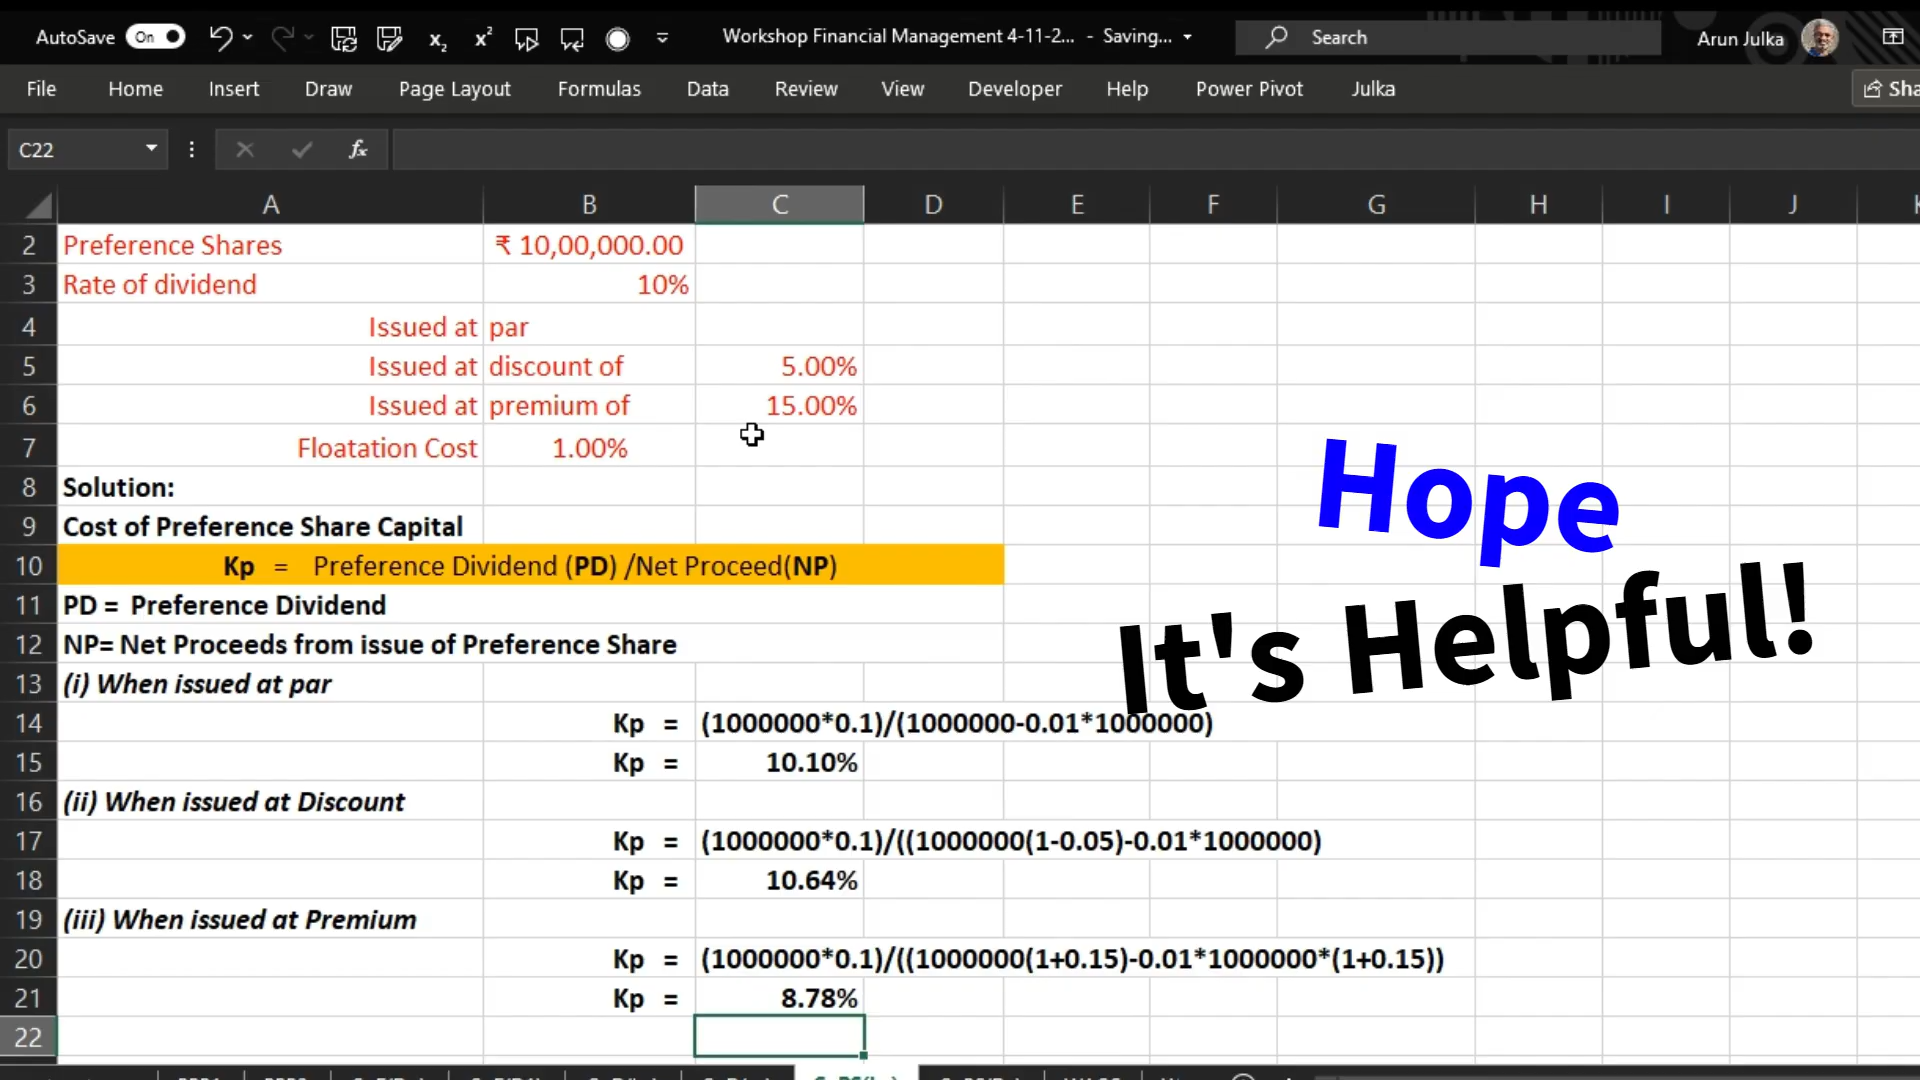 AutoSave On Workshop Financial Management 4-11-2... - Saving... Search Arun Julka
File Home Insert Draw Page Layout Formulas Data Review View Developer Help Power Pivot Julka Sha
C22 fx
A B C D E F G H I J
2 Preference Shares ₹ 10,00,000.00
3 Rate of dividend 10%
4 Issued at par
5 Issued at discount of 5.00%
6 Issued at premium of 15.00%
7 Floatation Cost 1.00%
8 Solution:
9 Cost of Preference Share Capital
10 Kp = Preference Dividend (PD) /Net Proceed(NP)
11 PD = Preference Dividend
12 NP= Net Proceeds from issue of Preference Share
13 (i) When issued at par
14 Kp = (1000000*0.1)/(1000000-0.01*1000000)
15 Kp = 10.10%
16 (ii) When issued at Discount
17 Kp = (1000000*0.1)/((1000000(1-0.05)-0.01*1000000)
18 Kp = 10.64%
19 (iii) When issued at Premium
20 Kp = (1000000*0.1)/((1000000(1+0.15)-0.01*1000000*(1+0.15))
21 Kp = 8.78%
22
Hope
It's Helpful!